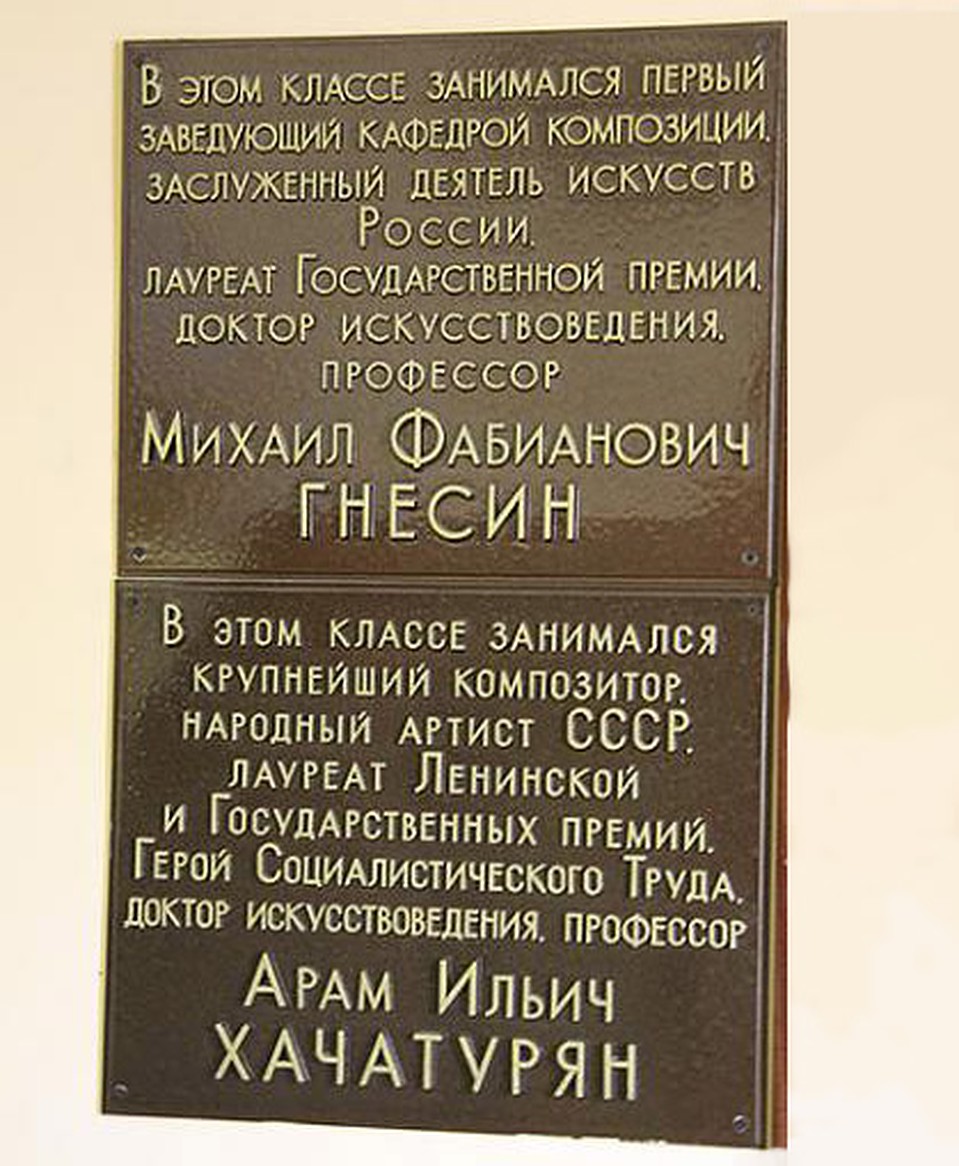 В ЭТОМ КЛАССЕ ЗАНИМАЛСЯ ПЕРВЫЙ
ЗАВЕДУЮЩИЙ КАФЕДРОЙ КОМПОЗИЦИИ,
ЗАСЛУЖЕННЫЙ ДЕЯТЕЛЬ ИСКУССТВ
РОССИИ,
ЛАУРЕАТ ГОСУДАРСТВЕННОЙ ПРЕМИИ,
ДОКТОР ИСКУССТВОВЕДЕНИЯ,
ПРОФЕССОР
МИХАИЛ ФАБИАНОВИЧ
ГНЕСИН
В ЭТОМ КЛАССЕ ЗАНИМАЛСЯ
КРУПНЕЙШИЙ КОМПОЗИТОР,
НАРОДНЫЙ АРТИСТ СССР,
ЛАУРЕАТ ЛЕНИНСКОЙ
И ГОСУДАРСТВЕННЫХ ПРЕМИЙ,
ГЕРОЙ СОЦИАЛИСТИЧЕСКОГО ТРУДА,
ДОКТОР ИСКУССТВОВЕДЕНИЯ, ПРОФЕССОР
АРАМ ИЛЬИЧ
ХАЧАТУРЯН